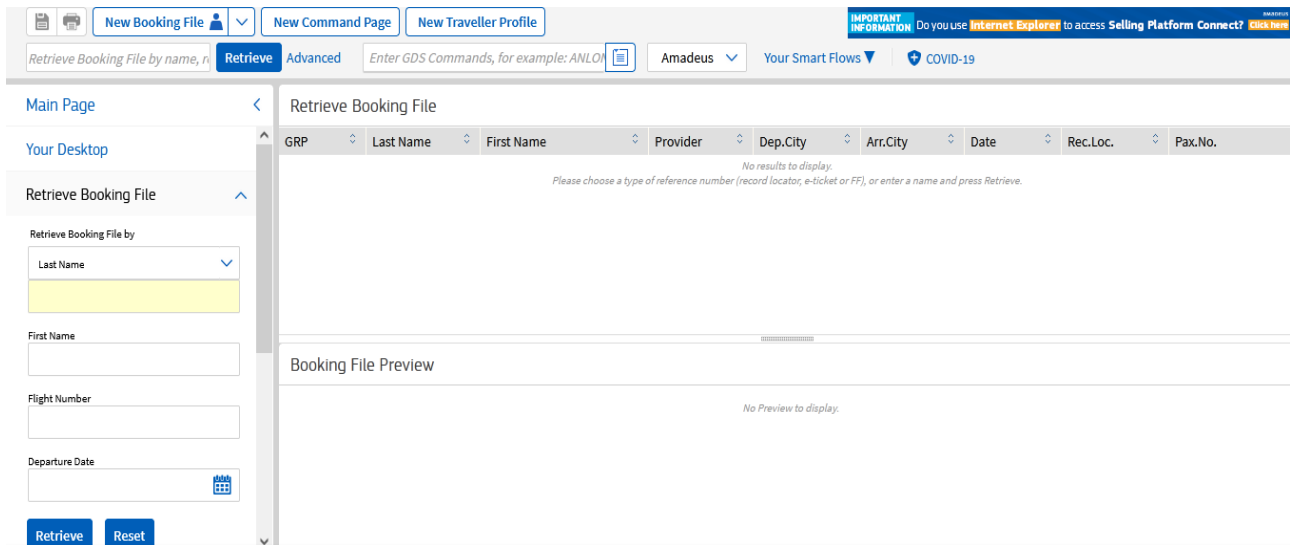 New Booking File
New Command Page
New Traveller Profile
IMPORTANT INFORMATION Do you use Internet Explorer to access Selling Platform Connect? Click here
AMADEUS
Retrieve Booking File by name, r
Retrieve
Advanced
Enter GDS Commands, for example: ANLON
Amadeus
Your Smart Flows
COVID-19
Main Page
Your Desktop
Retrieve Booking File
Retrieve Booking File by
Last Name
First Name
Flight Number
Departure Date
Retrieve Reset
Retrieve Booking File
GRP Last Name First Name Provider Dep.City Arr.City Date Rec.Loc. Pax.No.
No results to display.
Please choose a type of reference number (record locator, e-ticket or FF), or enter a name and press Retrieve.
Booking File Preview
No Preview to display.